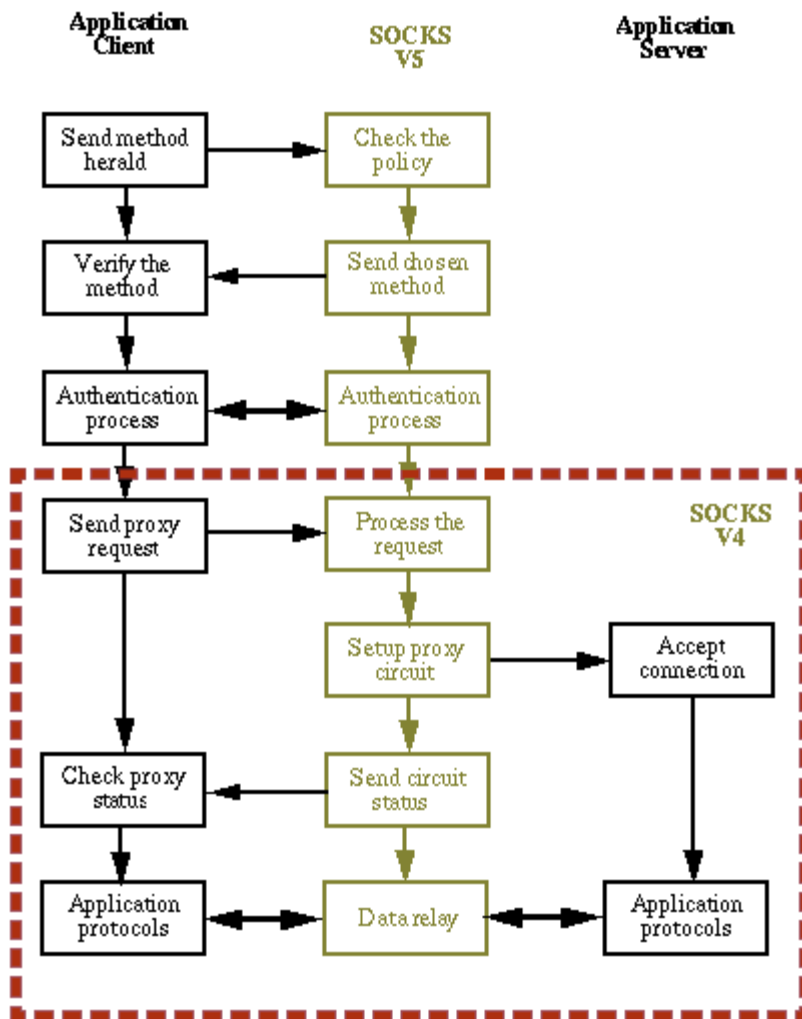 Application
Client
SOCKS
V5
Application
Server
Send method
herald
Check the
policy
Verify the
method
Send chosen
method
Authentication
process
Authentication
process
Send proxy
request
Process the
request
SOCKS
V4
Setup proxy
circuit
Accept
connection
Check proxy
status
Send circuit
status
Application
protocols
Data relay
Application
protocols